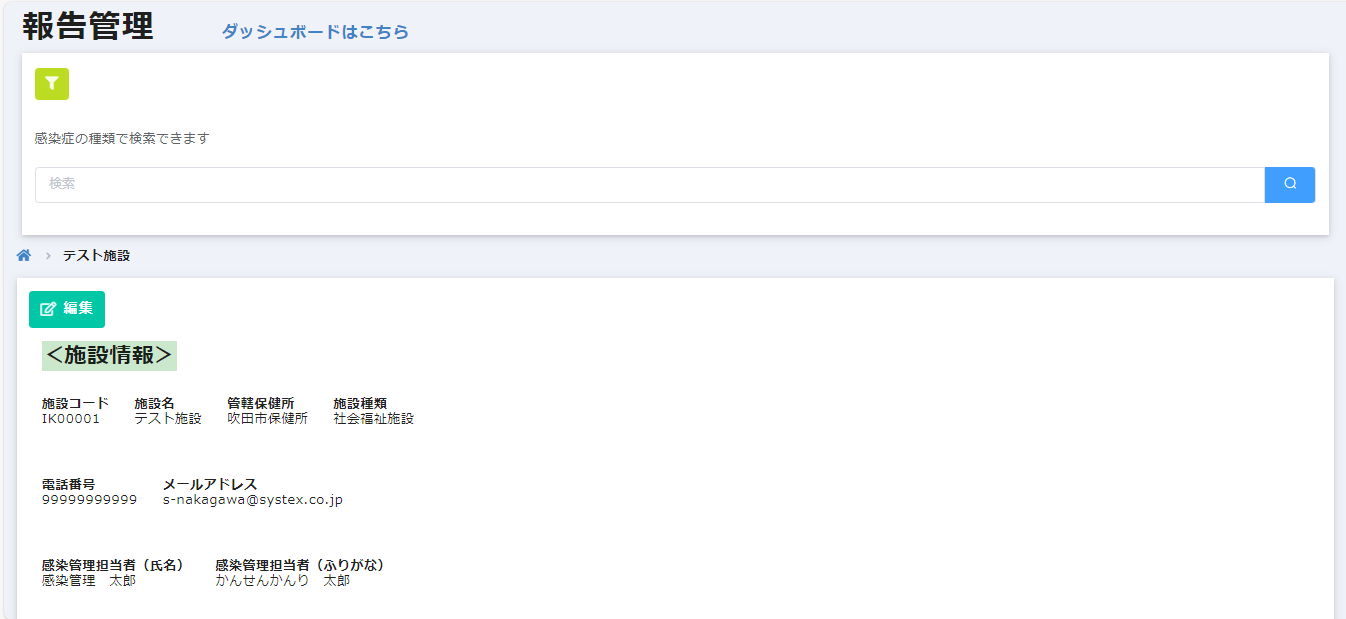 報告管理 ダッシュボードはこちら
感染症の種類で検索できます
検索
テスト施設
編集
＜施設情報＞
施設コード 施設名 管轄保健所 施設種類
IK00001 テスト施設 吹田市保健所 社会福祉施設
電話番号 メールアドレス
99999999999 s-nakagawa@systex.co.jp
感染管理担当者（氏名） 感染管理担当者（ふりがな）
感染管理　太郎 かんせんかんり　太郎